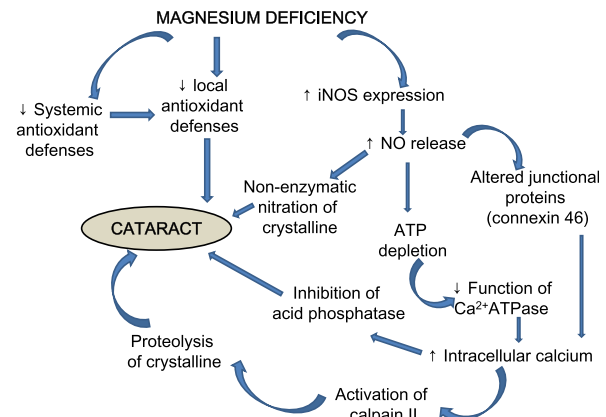 MAGNESIUM DEFICIENCY
↓ local
antioxidant
defenses
↓ Systemic
antioxidant
defenses
↑ iNOS expression
↑ NO release
Altered junctional
proteins
(connexin 46)
Non-enzymatic
nitration of
crystalline
CATARACT
ATP
depletion
↓ Function of
Ca²⁺ATPase
Inhibition of
acid phosphatase
↑ Intracellular calcium
Proteolysis
of crystalline
Activation of
calpain II